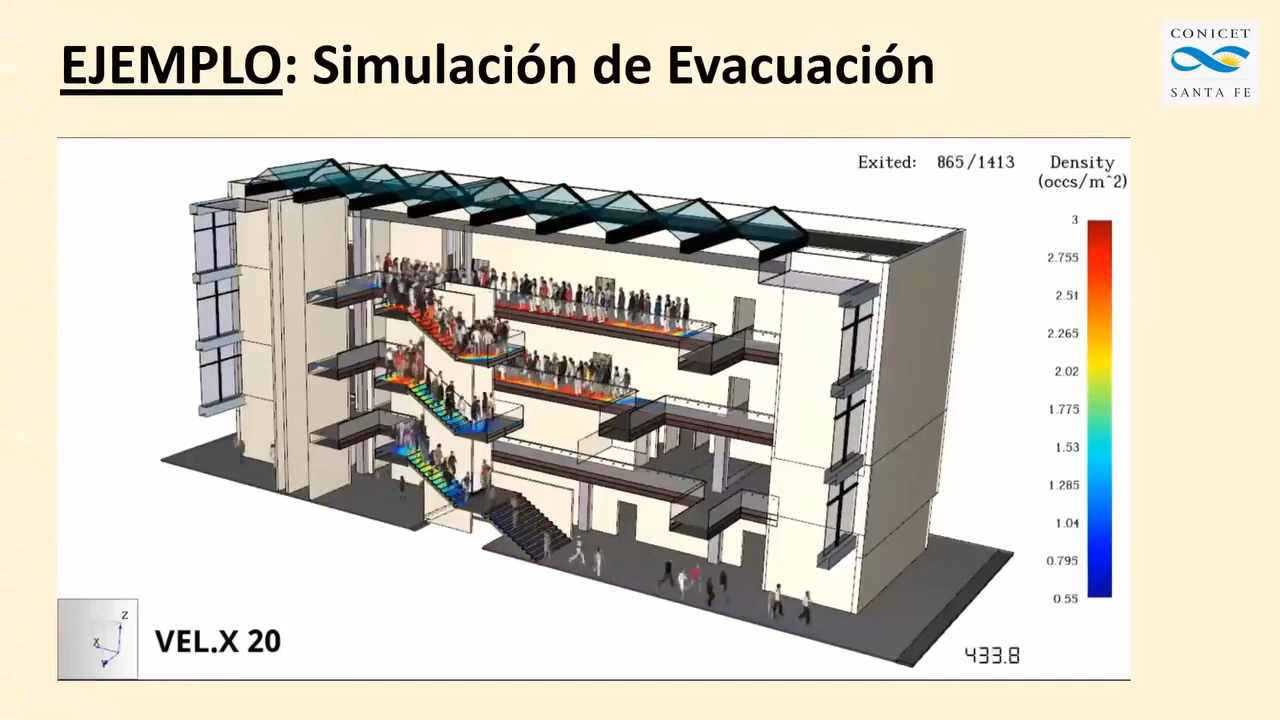 EJEMPLO: Simulación de Evacuación
CONICET
SANTA FE
Exited: 865/1413
Density
(occs/m^2)
3
2.755
2.51
2.265
2.02
1.775
1.53
1.285
1.04
0.795
0.55
Z
X
Y
VEL.X 20
433.8